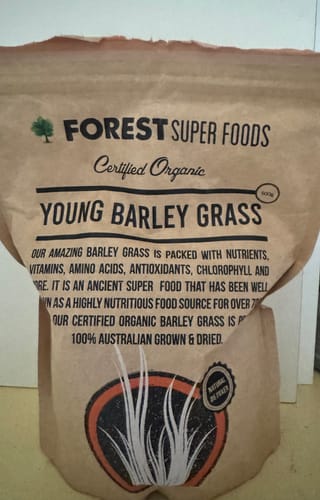 FOREST SUPER FOODS
Certified Organic
500g
YOUNG BARLEY GRASS
OUR AMAZING BARLEY GRASS IS PACKED WITH NUTRIENTS,
VITAMINS, AMINO ACIDS, ANTIOXIDANTS, CHLOROPHYLL AND
IT IS AN ANCIENT SUPER FOOD THAT HAS BEEN WELL
AS A HIGHLY NUTRITIOUS FOOD SOURCE FOR OVER
OUR CERTIFIED ORGANIC BARLEY GRASS IS
100% AUSTRALIAN GROWN & DRIED.
NATURAL